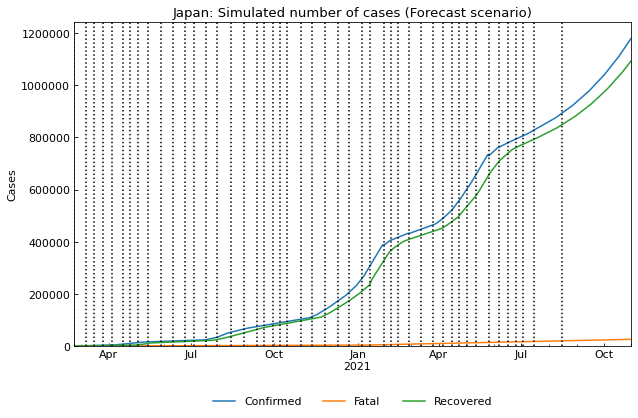 Japan: Simulated number of cases (Forecast scenario)
1200000
1000000
800000
600000
400000
200000
0
Cases
Apr Jul Oct Jan Apr Jul Oct
2021
Confirmed Fatal Recovered